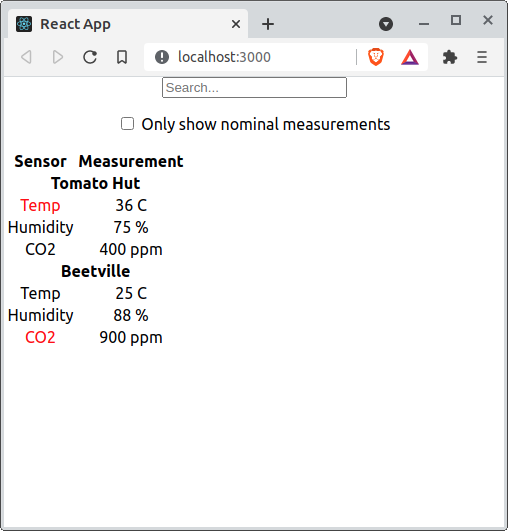 React App
localhost:3000
Search...
Only show nominal measurements
Sensor Measurement
Tomato Hut
Temp 36 C
Humidity 75 %
CO2 400 ppm
Beetville
Temp 25 C
Humidity 88 %
CO2 900 ppm